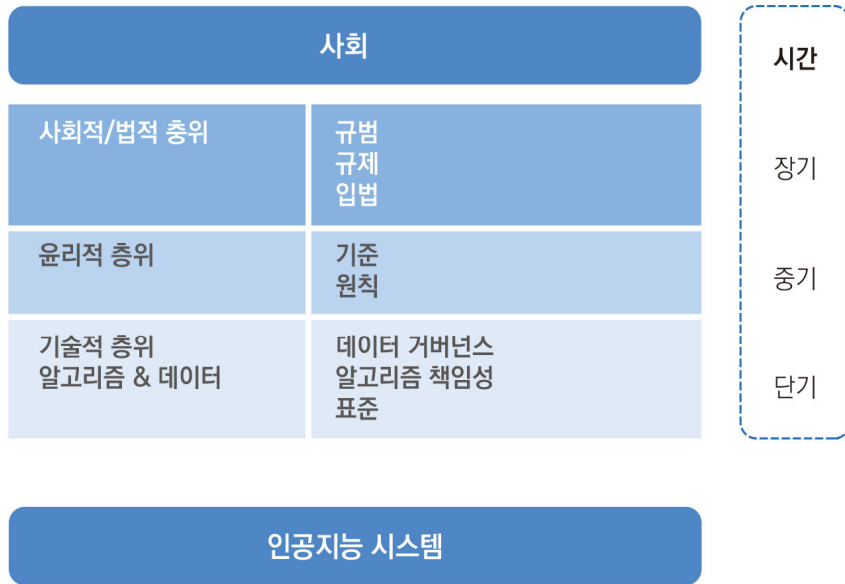 사회
시간
사회적/법적 충위
규범
규제
입법
장기
윤리적 층위
기준
원칙
중기
기술적 층위
알고리즘 & 데이터
데이터 거버넌스
알고리즘 책임성
표준
단기
인공지능 시스템